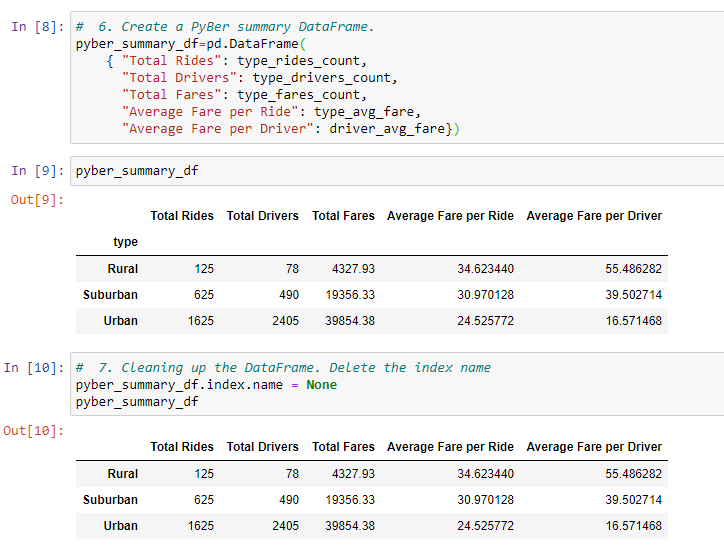 In [8]: #  6. Create a PyBer summary DataFrame.
pyber_summary_df=pd.DataFrame(
    { "Total Rides": type_rides_count,
      "Total Drivers": type_drivers_count,
      "Total Fares": type_fares_count,
      "Average Fare per Ride": type_avg_fare,
      "Average Fare per Driver": driver_avg_fare})
In [9]: pyber_summary_df
Out[9]:
Total Rides Total Drivers Total Fares Average Fare per Ride Average Fare per Driver
type
Rural 125 78 4327.93 34.623440 55.486282
Suburban 625 490 19356.33 30.970128 39.502714
Urban 1625 2405 39854.38 24.525772 16.571468
In [10]: #  7. Cleaning up the DataFrame. Delete the index name
pyber_summary_df.index.name = None
pyber_summary_df
Out[10]:
Total Rides Total Drivers Total Fares Average Fare per Ride Average Fare per Driver
Rural 125 78 4327.93 34.623440 55.486282
Suburban 625 490 19356.33 30.970128 39.502714
Urban 1625 2405 39854.38 24.525772 16.571468